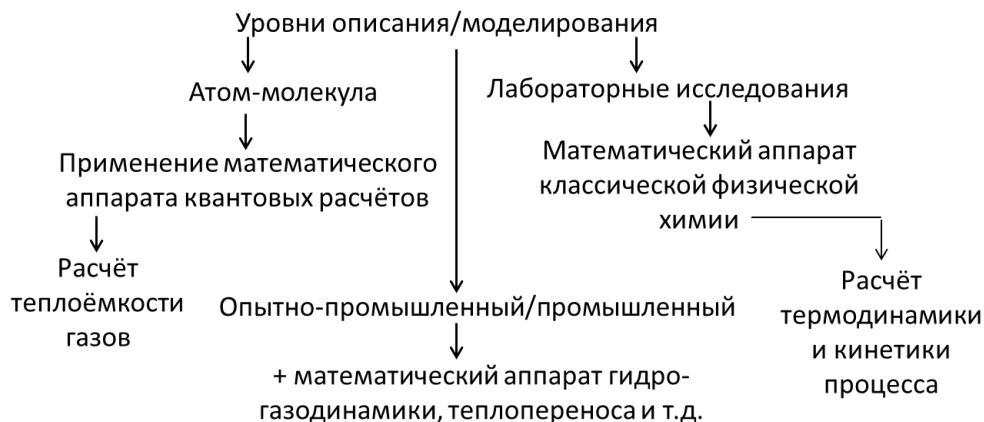 Уровни описания/моделирования
Атом-молекула
Применение математического
аппарата квантовых расчётов
Расчёт
теплоёмкости
газов
Опытно-промышленный/промышленный
+ математический аппарат гидро-
газодинамики, теплопереноса и т.д.
Лабораторные исследования
Математический аппарат
классической физической
химии
Расчёт
термодинамики
и кинетики
процесса